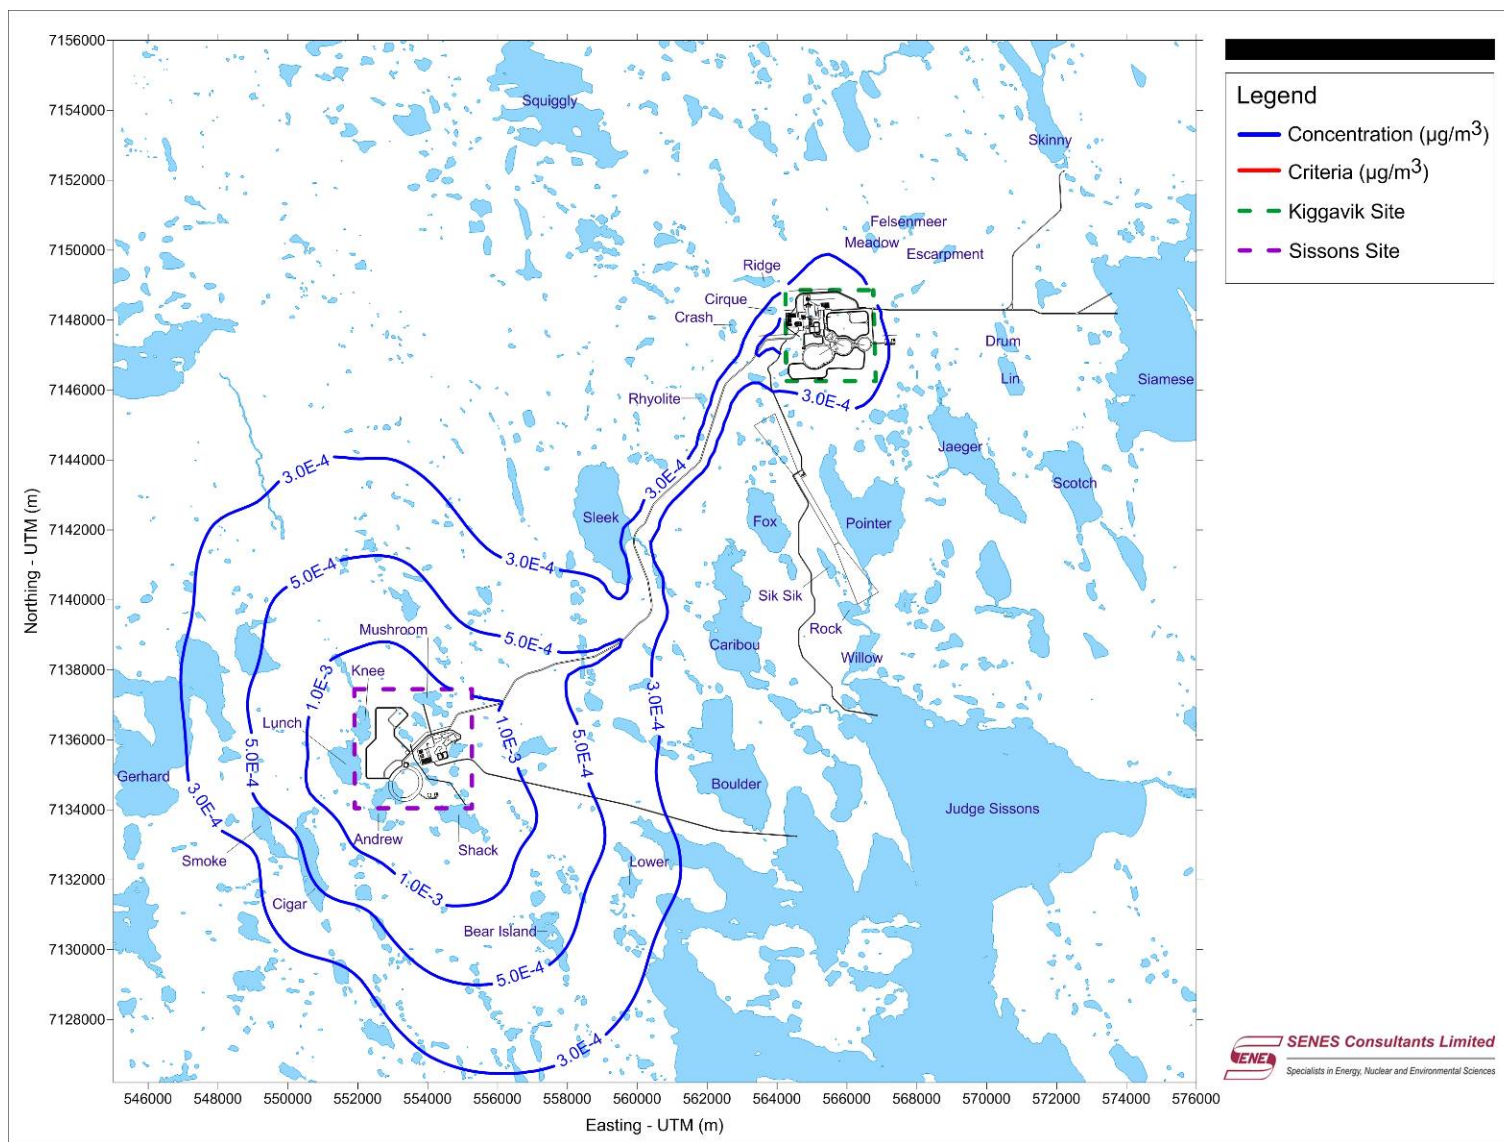 7156000
7154000
7152000
7150000
7148000
7146000
7144000
7142000
7140000
7138000
7136000
7134000
7132000
7130000
7128000
Northing - UTM (m)
546000 548000 550000 552000 554000 556000 558000 560000 562000 564000 566000 568000 570000 572000 574000 576000
Easting - UTM (m)
Squiggly
Skinny
Felsenmeer
Meadow
Escarpment
Ridge
Cirque
Crash
Drum
Lin
Siamese
Rhyolite
3.0E-4
Jaeger
3.0E-4
3.0E-4
Scotch
Sleek
Fox
Pointer
3.0E-4
5.0E-4
Sik Sik
Rock
Mushroom
5.0E-4
Caribou
Willow
Knee
1.0E-3
3.0E-4
Lunch
1.0E-3
5.0E-4
5.0E-4
Gerhard
Boulder
3.0E-4
Judge Sissons
Andrew
Shack
Smoke
Lower
1.0E-3
Cigar
Bear Island
5.0E-4
3.0E-4
Legend
Concentration (µg/m3)
Criteria (µg/m3)
Kiggavik Site
Sissons Site
SENES
SENES Consultants Limited
Specialists in Energy, Nuclear and Environmental Sciences